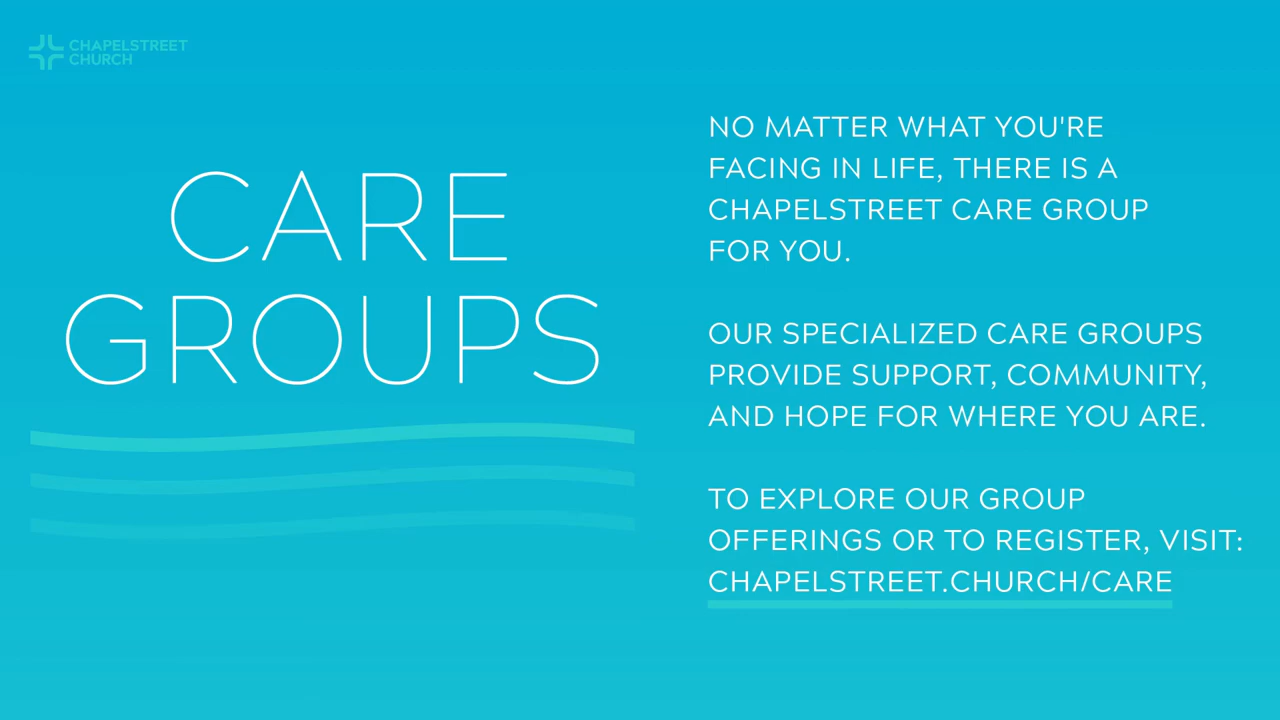 CHAPELSTREET
CHURCH
CARE
GROUPS
NO MATTER WHAT YOU'RE
FACING IN LIFE, THERE IS A
CHAPELSTREET CARE GROUP
FOR YOU.
OUR SPECIALIZED CARE GROUPS
PROVIDE SUPPORT, COMMUNITY,
AND HOPE FOR WHERE YOU ARE.
TO EXPLORE OUR GROUP
OFFERINGS OR TO REGISTER, VISIT:
CHAPELSTREET.CHURCH/CARE